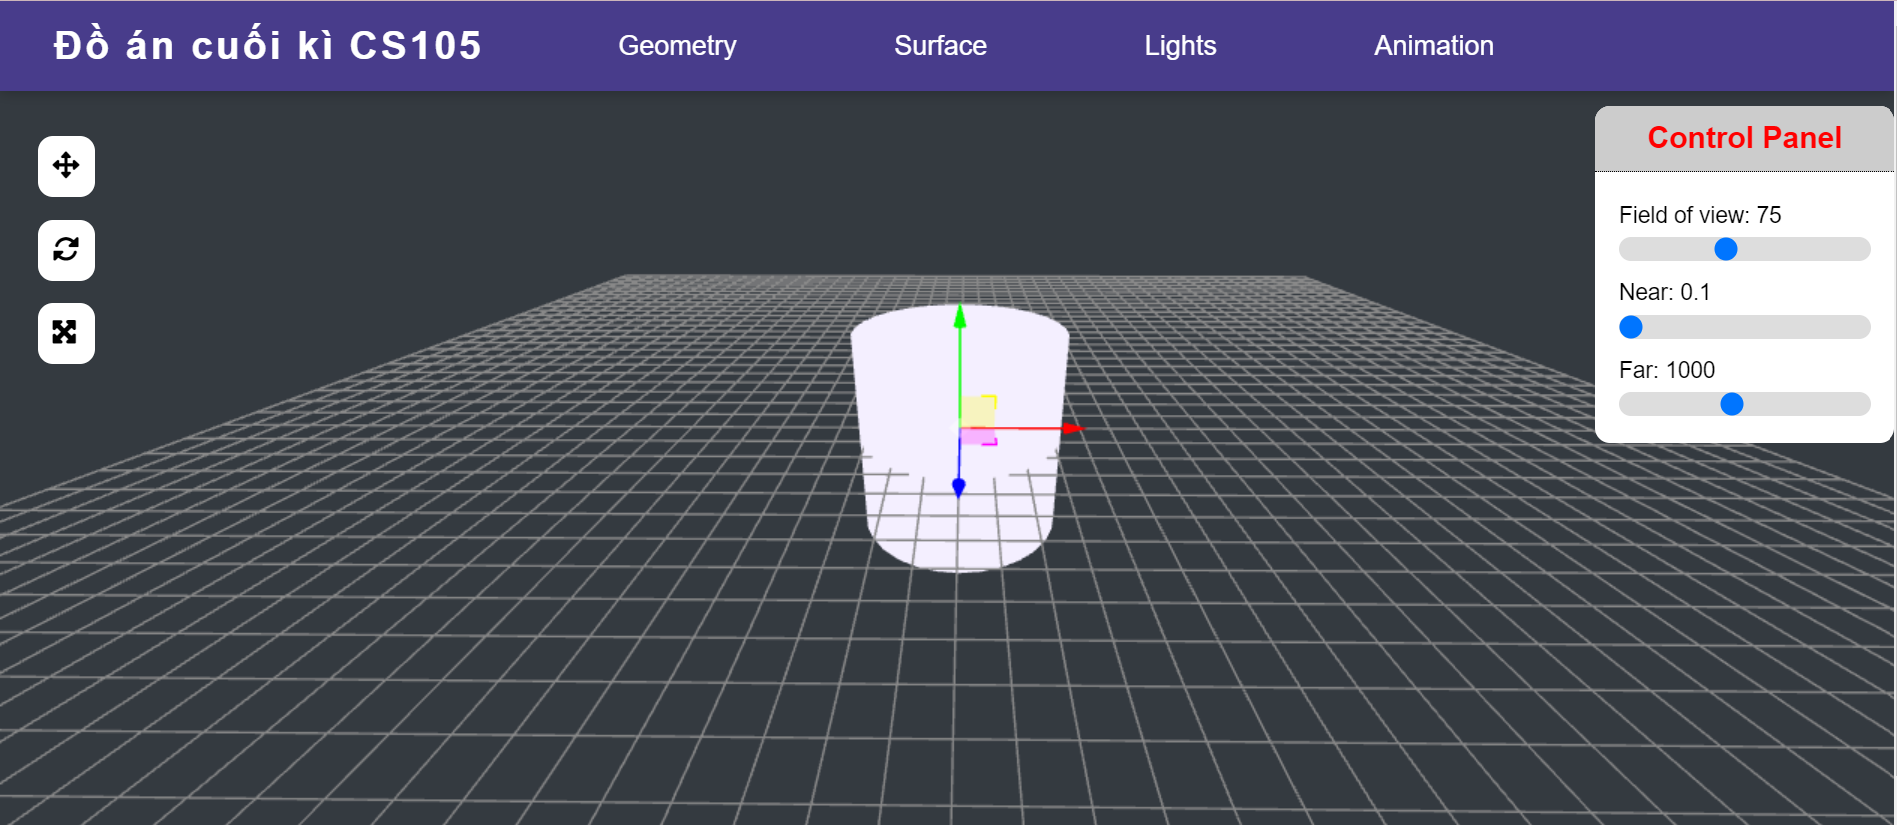 Đồ án cuối kì CS105
Geometry
Surface
Lights
Animation
Control Panel
Field of view: 75
Near: 0.1
Far: 1000